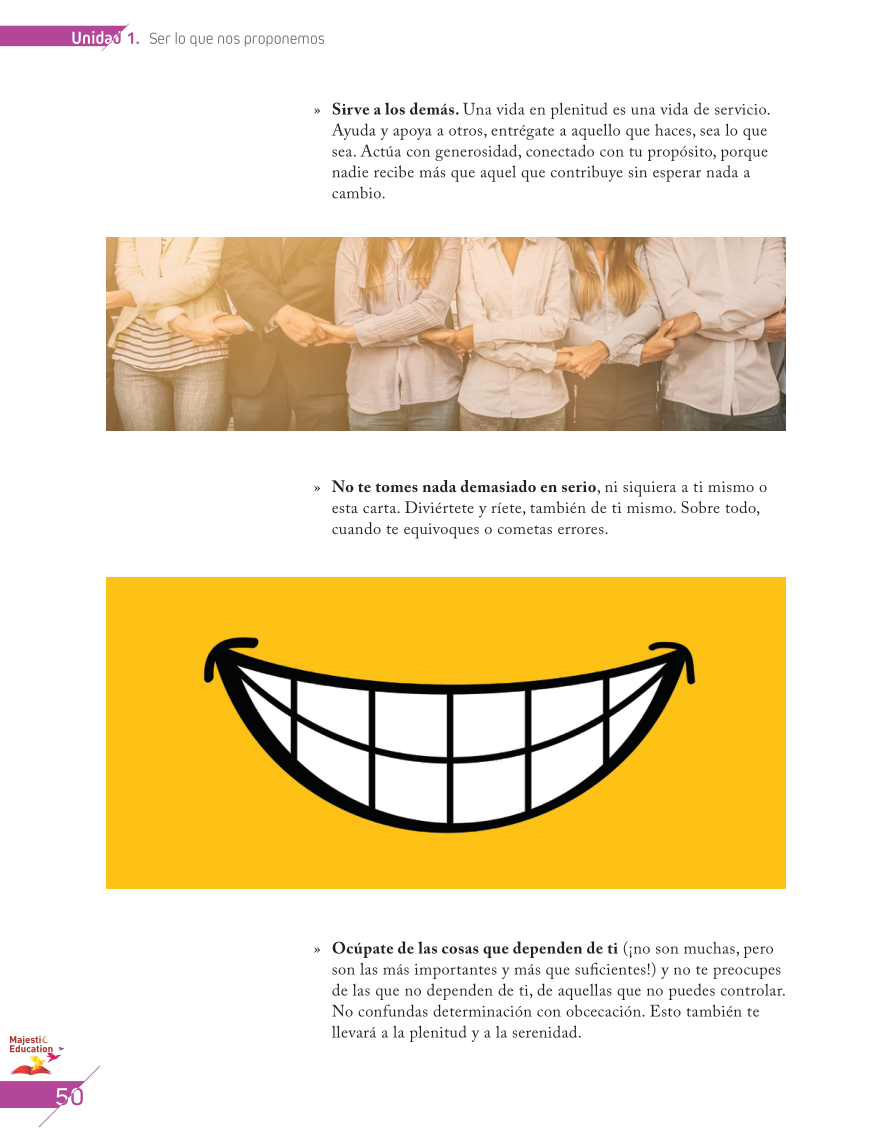 Unidad 1. Ser lo que nos proponemos
» Sirve a los demás. Una vida en plenitud es una vida de servicio.
Ayuda y apoya a otros, entrégate a aquello que haces, sea lo que
sea. Actúa con generosidad, conectado con tu propósito, porque
nadie recibe más que aquel que contribuye sin esperar nada a
cambio.
» No te tomes nada demasiado en serio, ni siquiera a ti mismo o
esta carta. Diviértete y ríete, también de ti mismo. Sobre todo,
cuando te equivoques o cometas errores.
» Ocúpate de las cosas que dependen de ti (¡no son muchas, pero
son las más importantes y más que suficientes!) y no te preocupes
de las que no dependen de ti, de aquellas que no puedes controlar.
No confundas determinación con obcecación. Esto también te
llevará a la plenitud y a la serenidad.
Majestic
Education
50